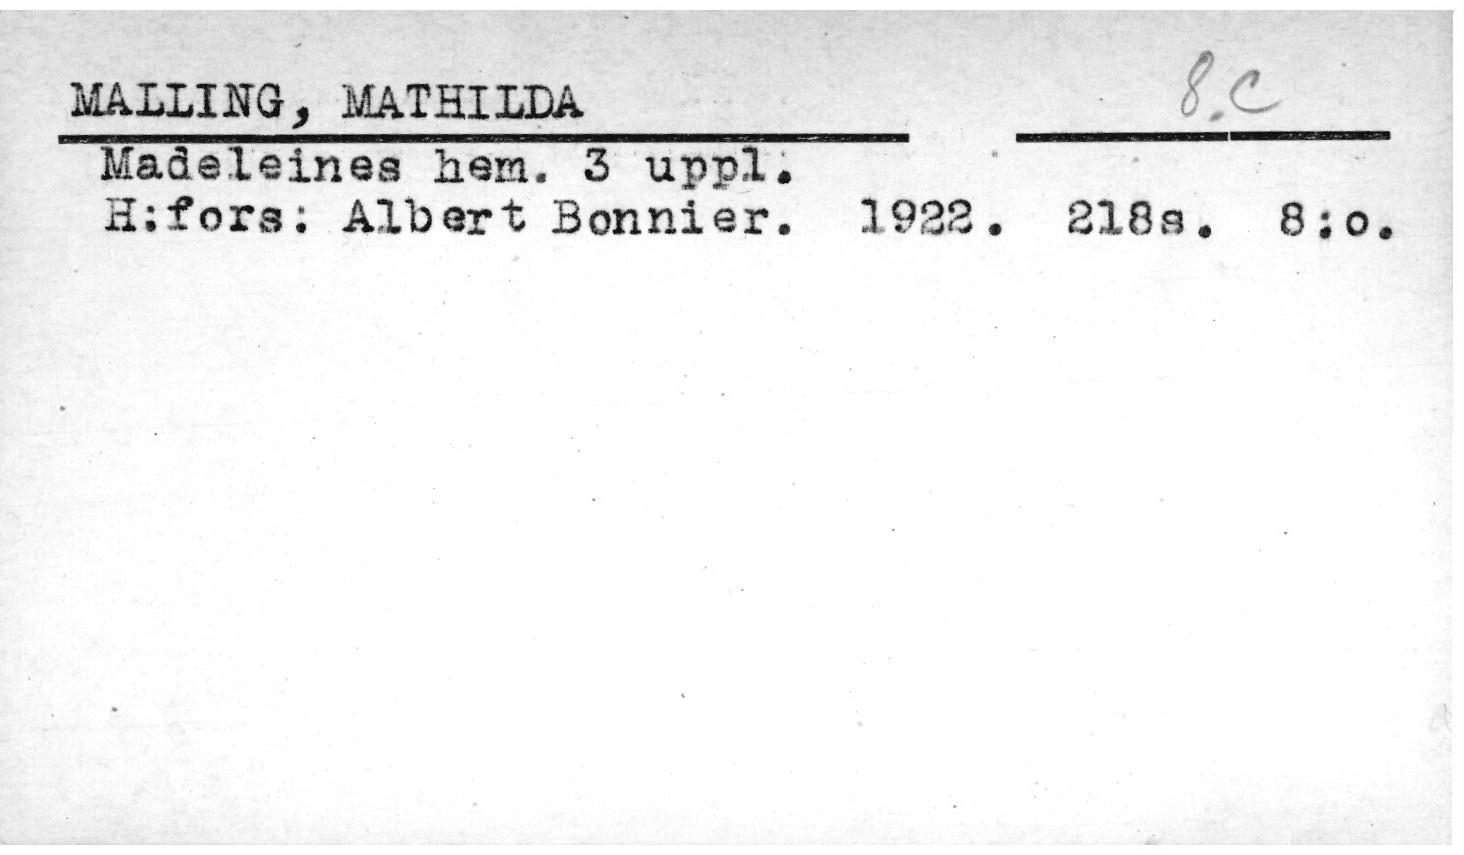 MALLING, MATHILDA 8.C
Madeleines hem. 3 uppl.
H:fors: Albert Bonnier. 1922. 218s. 8:o.